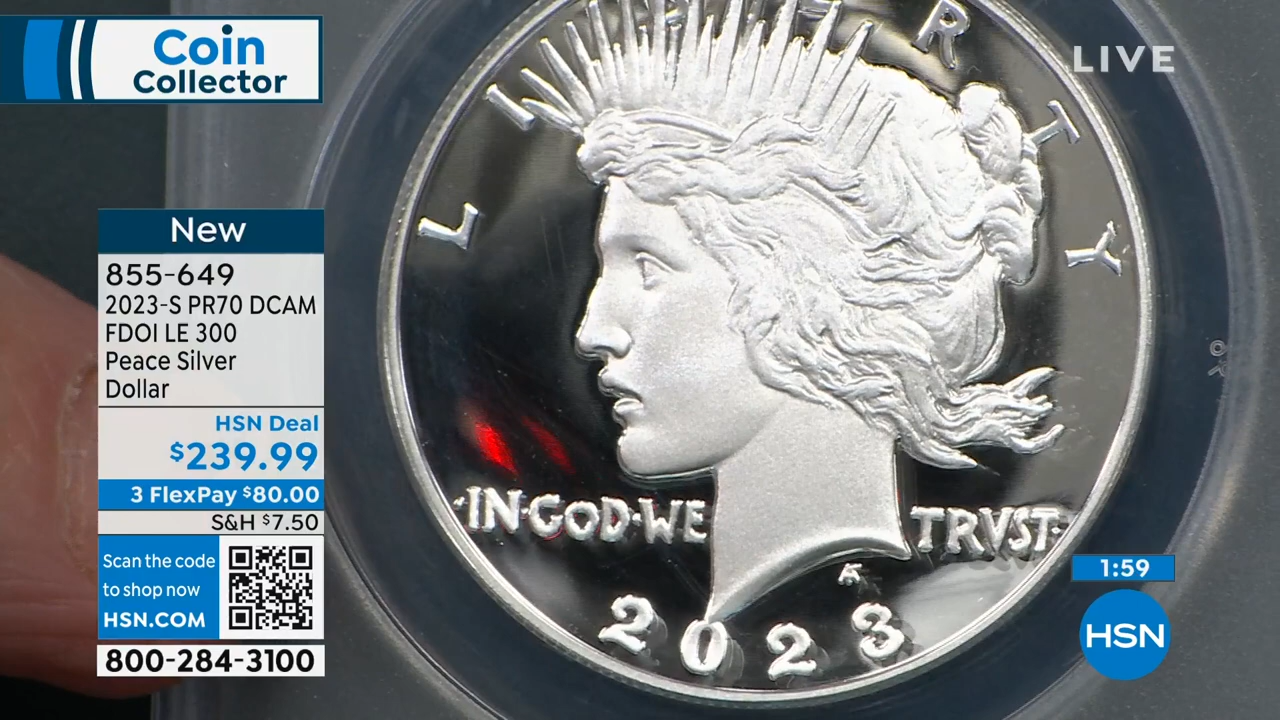 Coin
Collector
LIVE
New
855-649
2023-S PR70 DCAM
FDOI LE 300
Peace Silver
Dollar
HSN Deal
$239.99
3 FlexPay $80.00
S&H $7.50
Scan the code
to shop now
HSN.COM
800-284-3100
IN·GOD·WE TRVST·
2023
1:59
HSN